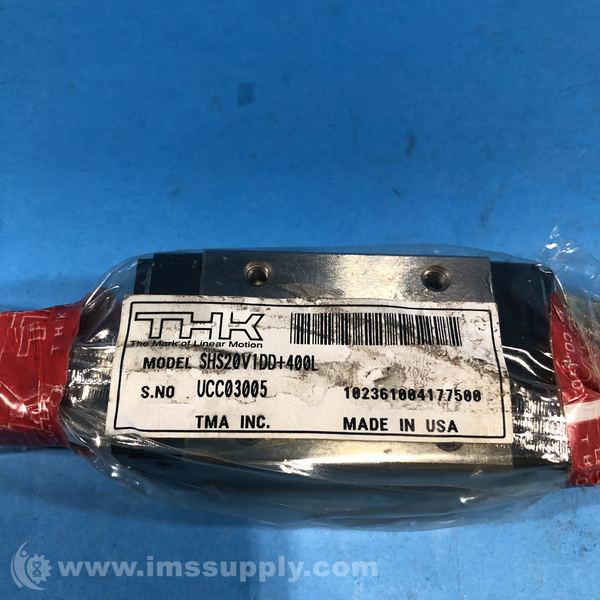 THK
The Mark of Linear Motion
MODEL SHS20V1DD+400L
S.NO UCC03005 102361004177500
TMA INC. MADE IN USA
www.imssupply.com